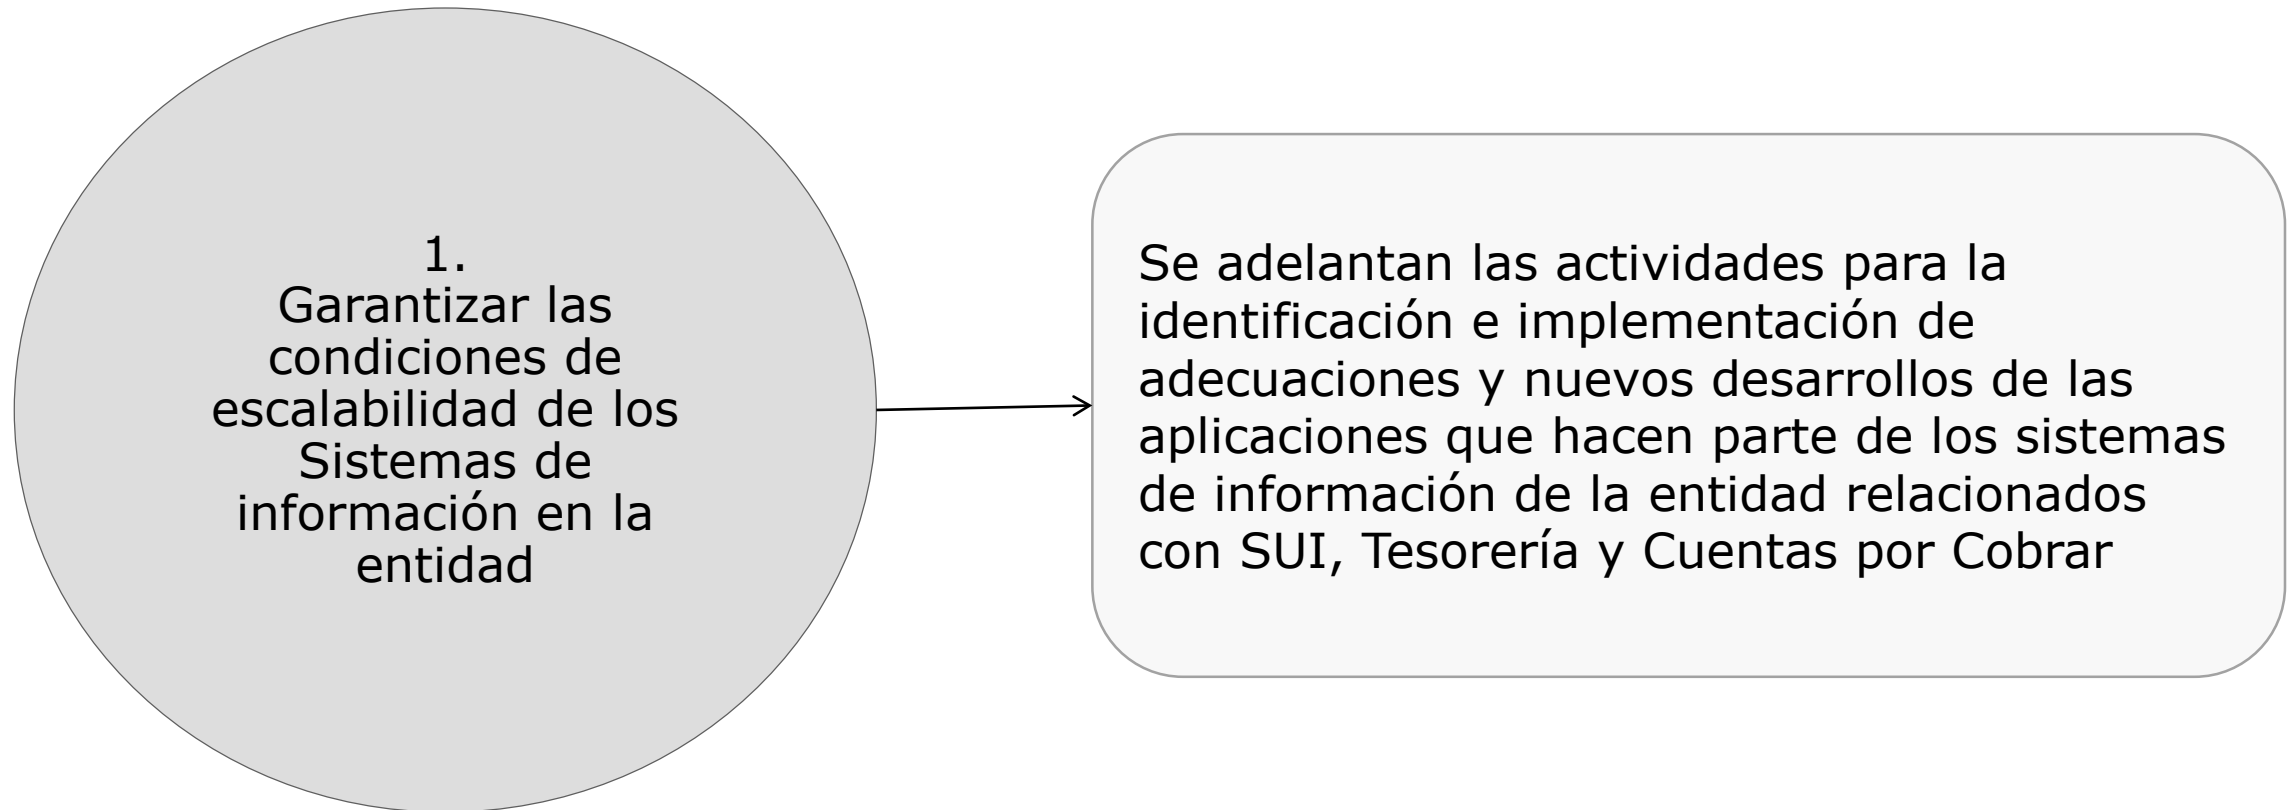 1.
Garantizar las
condiciones de
escalabilidad de los
Sistemas de
información en la
entidad
Se adelantan las actividades para la
identificación e implementación de
adecuaciones y nuevos desarrollos de las
aplicaciones que hacen parte de los sistemas
de información de la entidad relacionados
con SUI, Tesorería y Cuentas por Cobrar